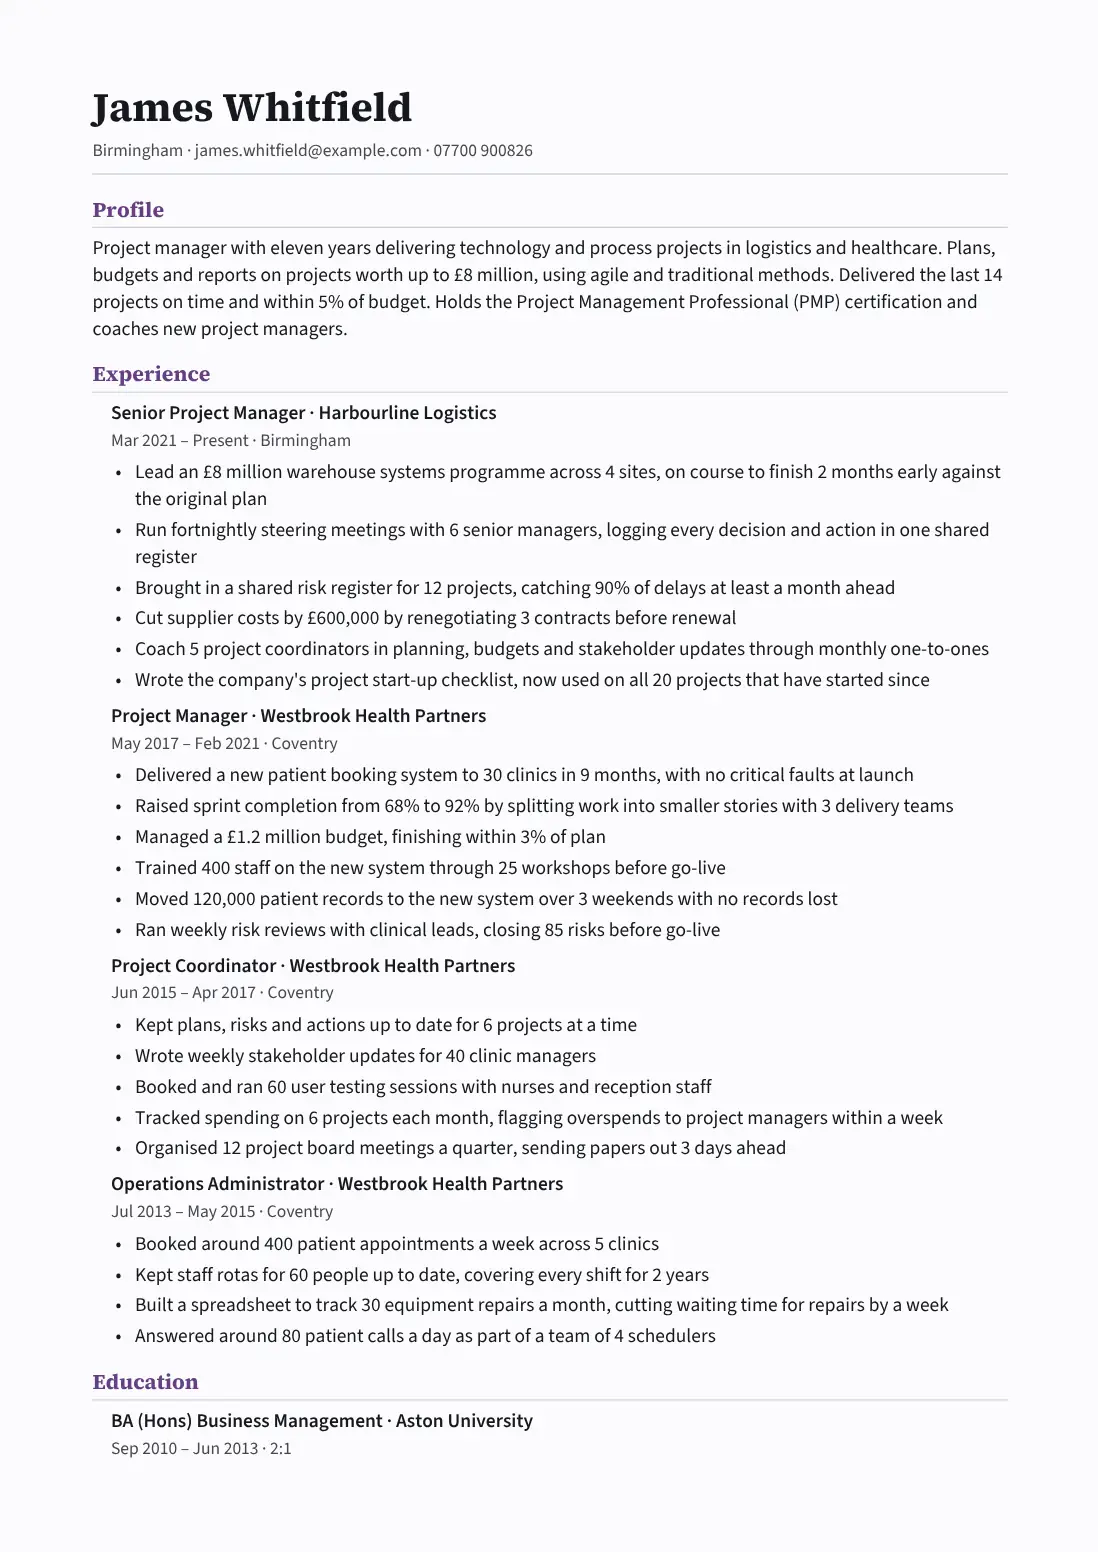 James Whitfield
Birmingham · james.whitfield@example.com · 07700 900826
Profile
Project manager with eleven years delivering technology and process projects in logistics and healthcare. Plans,
budgets and reports on projects worth up to £8 million, using agile and traditional methods. Delivered the last 14
projects on time and within 5% of budget. Holds the Project Management Professional (PMP) certification and
coaches new project managers.
Experience
Senior Project Manager · Harbourline Logistics
Mar 2021 – Present · Birmingham
• Lead an £8 million warehouse systems programme across 4 sites, on course to finish 2 months early against
the original plan
• Run fortnightly steering meetings with 6 senior managers, logging every decision and action in one shared
register
• Brought in a shared risk register for 12 projects, catching 90% of delays at least a month ahead
• Cut supplier costs by £600,000 by renegotiating 3 contracts before renewal
• Coach 5 project coordinators in planning, budgets and stakeholder updates through monthly one-to-ones
• Wrote the company's project start-up checklist, now used on all 20 projects that have started since
Project Manager · Westbrook Health Partners
May 2017 – Feb 2021 · Coventry
• Delivered a new patient booking system to 30 clinics in 9 months, with no critical faults at launch
• Raised sprint completion from 68% to 92% by splitting work into smaller stories with 3 delivery teams
• Managed a £1.2 million budget, finishing within 3% of plan
• Trained 400 staff on the new system through 25 workshops before go-live
• Moved 120,000 patient records to the new system over 3 weekends with no records lost
• Ran weekly risk reviews with clinical leads, closing 85 risks before go-live
Project Coordinator · Westbrook Health Partners
Jun 2015 – Apr 2017 · Coventry
• Kept plans, risks and actions up to date for 6 projects at a time
• Wrote weekly stakeholder updates for 40 clinic managers
• Booked and ran 60 user testing sessions with nurses and reception staff
• Tracked spending on 6 projects each month, flagging overspends to project managers within a week
• Organised 12 project board meetings a quarter, sending papers out 3 days ahead
Operations Administrator · Westbrook Health Partners
Jul 2013 – May 2015 · Coventry
• Booked around 400 patient appointments a week across 5 clinics
• Kept staff rotas for 60 people up to date, covering every shift for 2 years
• Built a spreadsheet to track 30 equipment repairs a month, cutting waiting time for repairs by a week
• Answered around 80 patient calls a day as part of a team of 4 schedulers
Education
BA (Hons) Business Management · Aston University
Sep 2010 – Jun 2013 · 2:1